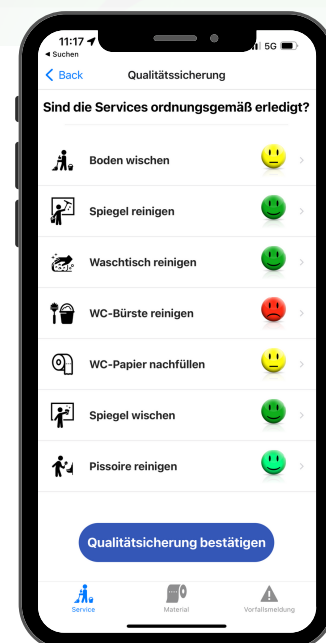 11:17
5G
Suchen
Back
Qualitätssicherung
Sind die Services ordnungsgemäß erledigt?
Boden wischen
Spiegel reinigen
Waschtisch reinigen
WC-Bürste reinigen
WC-Papier nachfüllen
Spiegel wischen
Pissoire reinigen
Qualitätsicherung bestätigen
Service
Material
Vorfallsmeldung